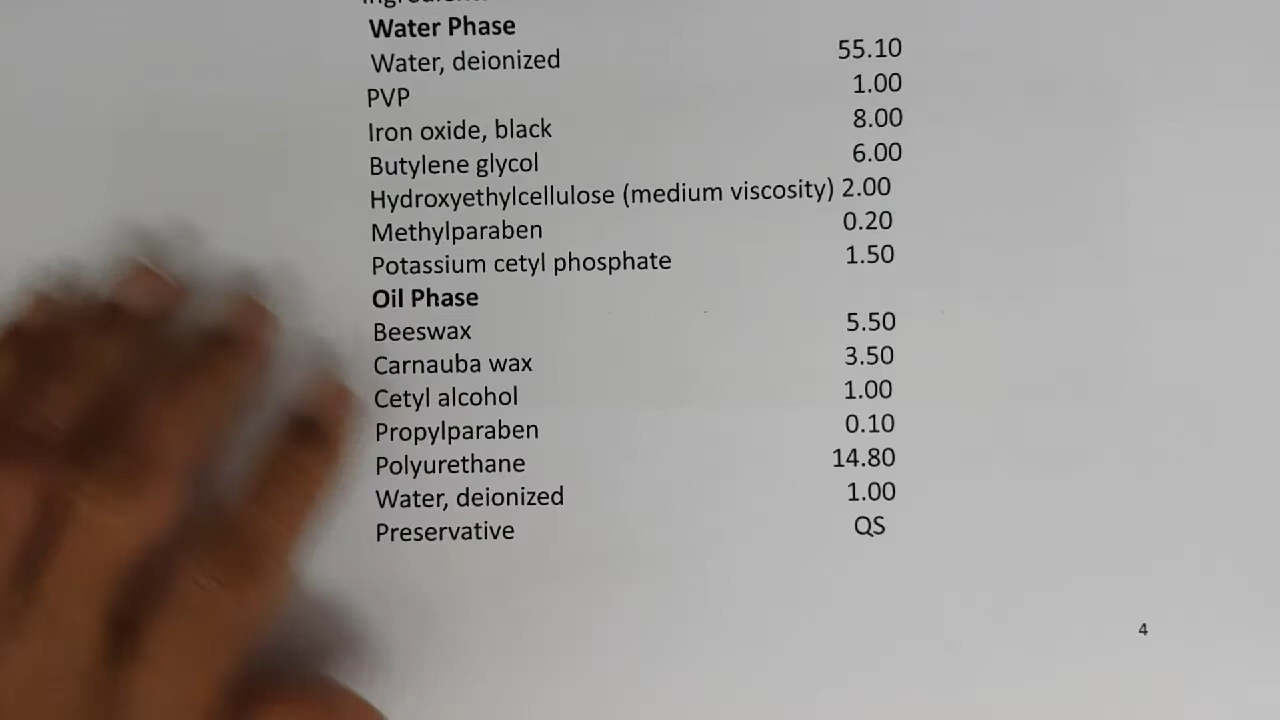 Water Phase
Water, deionized 55.10
PVP 1.00
Iron oxide, black 8.00
Butylene glycol 6.00
Hydroxyethylcellulose (medium viscosity) 2.00
Methylparaben 0.20
Potassium cetyl phosphate 1.50
Oil Phase
Beeswax 5.50
Carnauba wax 3.50
Cetyl alcohol 1.00
Propylparaben 0.10
Polyurethane 14.80
Water, deionized 1.00
Preservative QS
4